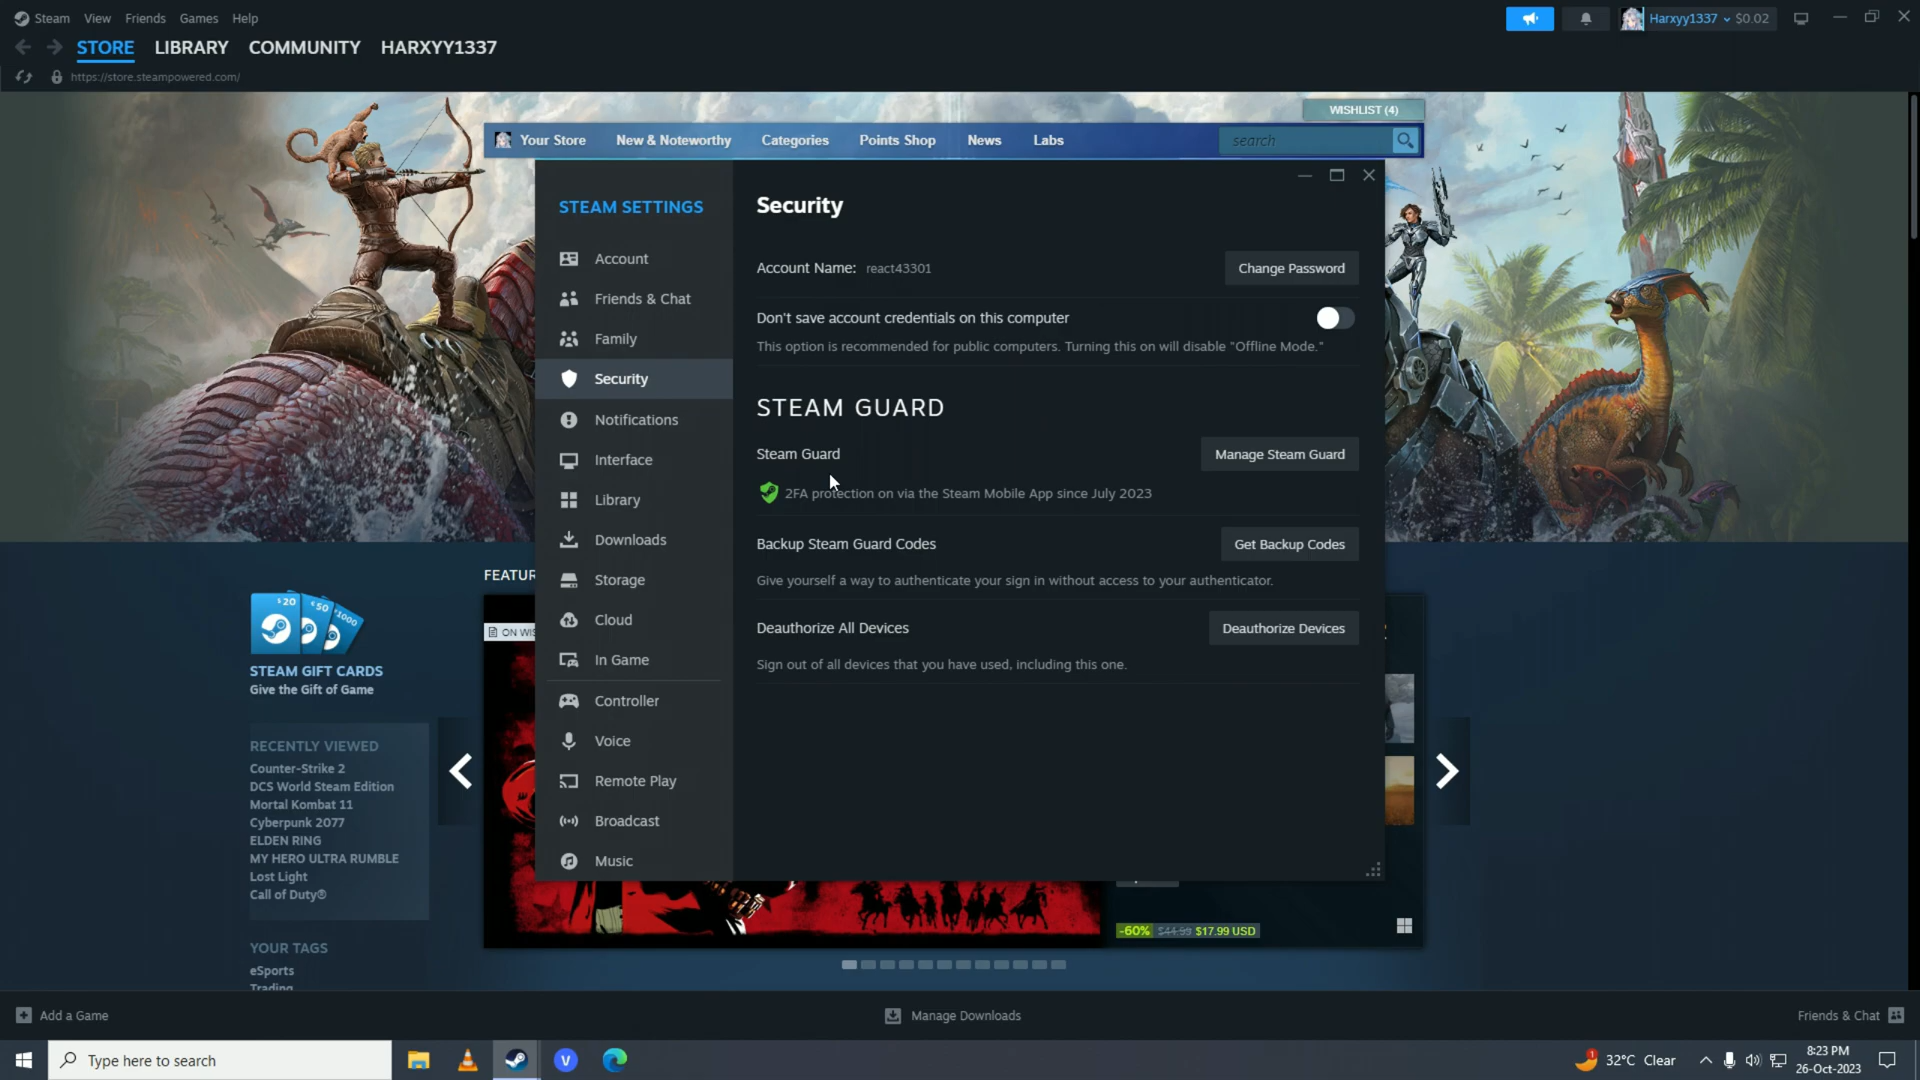 Steam View Friends Games Help
Harxyy1337 $0.02
STORE LIBRARY COMMUNITY HARXYY1337
https://store.steampowered.com/
WISHLIST (4)
Your Store New & Noteworthy Categories Points Shop News Labs
search
STEAM SETTINGS
Account
Friends & Chat
Family
Security
Notifications
Interface
Library
Downloads
Storage
Cloud
In Game
Controller
Voice
Remote Play
Broadcast
Music
Security
Account Name: react43301 Change Password
Don't save account credentials on this computer
This option is recommended for public computers. Turning this on will disable "Offline Mode."
STEAM GUARD
Steam Guard Manage Steam Guard
2FA protection on via the Steam Mobile App since July 2023
Backup Steam Guard Codes Get Backup Codes
Give yourself a way to authenticate your sign in without access to your authenticator.
Deauthorize All Devices Deauthorize Devices
Sign out of all devices that you have used, including this one.
FEATUR
ON WIS
STEAM GIFT CARDS
Give the Gift of Game
RECENTLY VIEWED
Counter-Strike 2
DCS World Steam Edition
Mortal Kombat 11
Cyberpunk 2077
ELDEN RING
MY HERO ULTRA RUMBLE
Lost Light
Call of Duty®
YOUR TAGS
eSports
Trading
-60% $44.99 $17.99 USD
Add a Game Manage Downloads Friends & Chat
Type here to search
V
1
32°C Clear
8:23 PM
26-Oct-2023